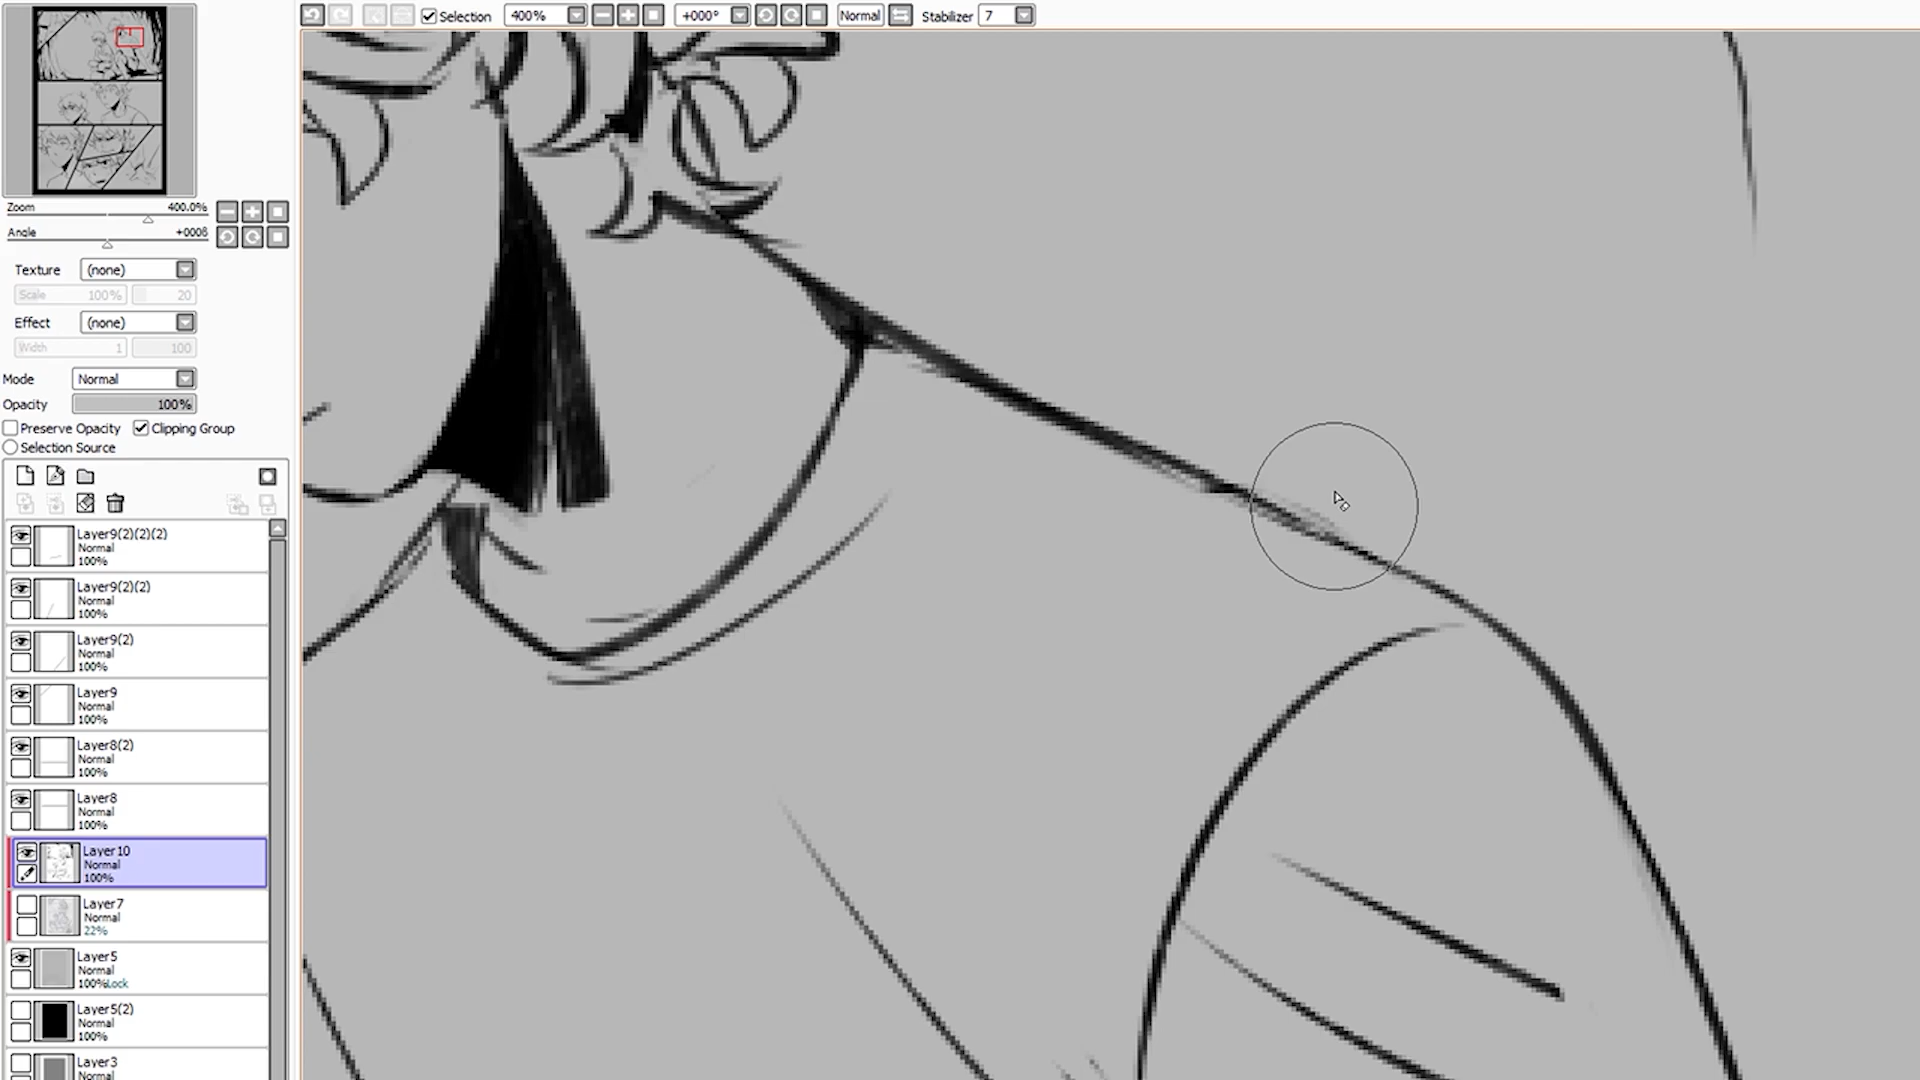 Selection 400% +000° Normal Stabilizer 7
Zoom 400.0%
Angle +000
Texture (none)
Scale 100% 20
Effect (none)
Width 1 100
Mode Normal
Opacity 100%
Preserve Opacity Clipping Group
Selection Source
Layer9(2)(2)(2)
Normal
100%
Layer9(2)(2)
Normal
100%
Layer9(2)
Normal
100%
Layer9
Normal
100%
Layer8(2)
Normal
100%
Layer8
Normal
100%
Layer10
Normal
100%
Layer7
Normal
22%
Layer5
Normal
100%Lock
Layer5(2)
Normal
100%
Layer3
Normal